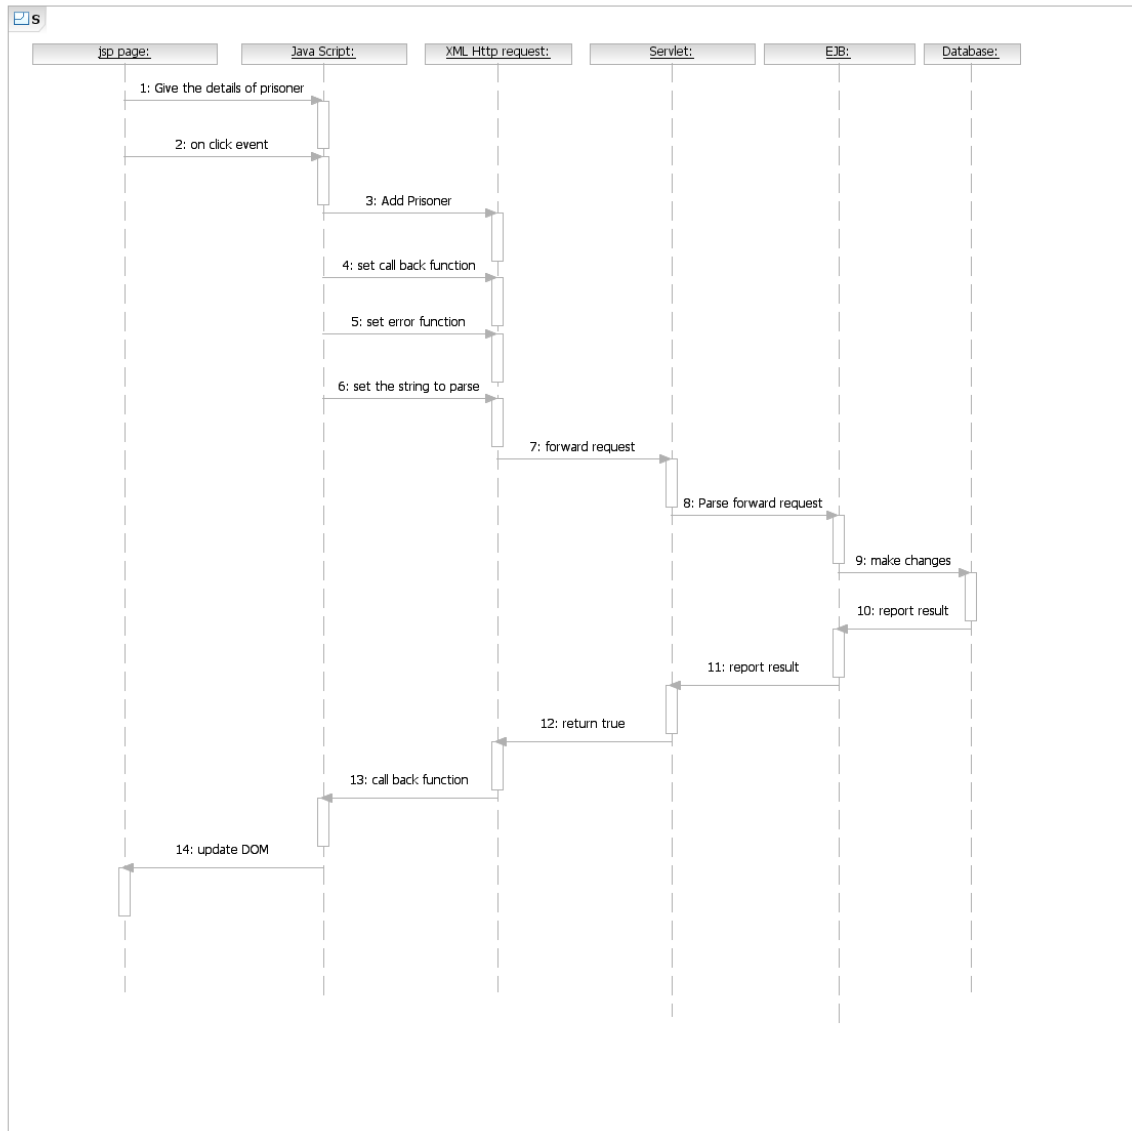 S
jsp page:
Java Script:
XML Http request:
Servlet:
EJB:
Database:
1: Give the details of prisoner
2: on click event
3: Add Prisoner
4: set call back function
5: set error function
6: set the string to parse
7: forward request
8: Parse forward request
9: make changes
10: report result
11: report result
12: return true
13: call back function
14: update DOM